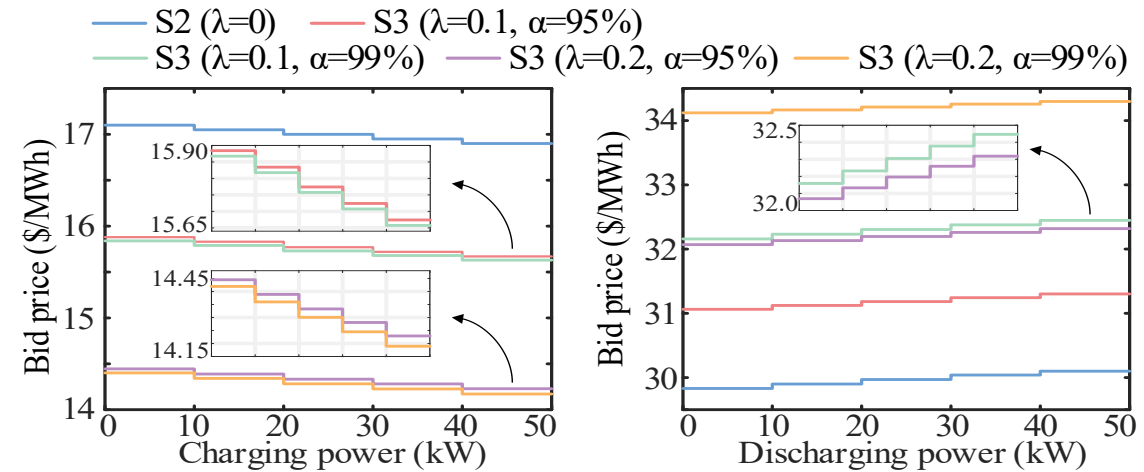 S2 (λ=0) S3 (λ=0.1, α=95%)
S3 (λ=0.1, α=99%) S3 (λ=0.2, α=95%) S3 (λ=0.2, α=99%)
Bid price ($/MWh)
17
16
15
14
15.90
15.65
14.45
14.15
0 10 20 30 40 50
Charging power (kW)
Bid price ($/MWh)
34
33
32
31
30
32.5
32.0
0 10 20 30 40 50
Discharging power (kW)